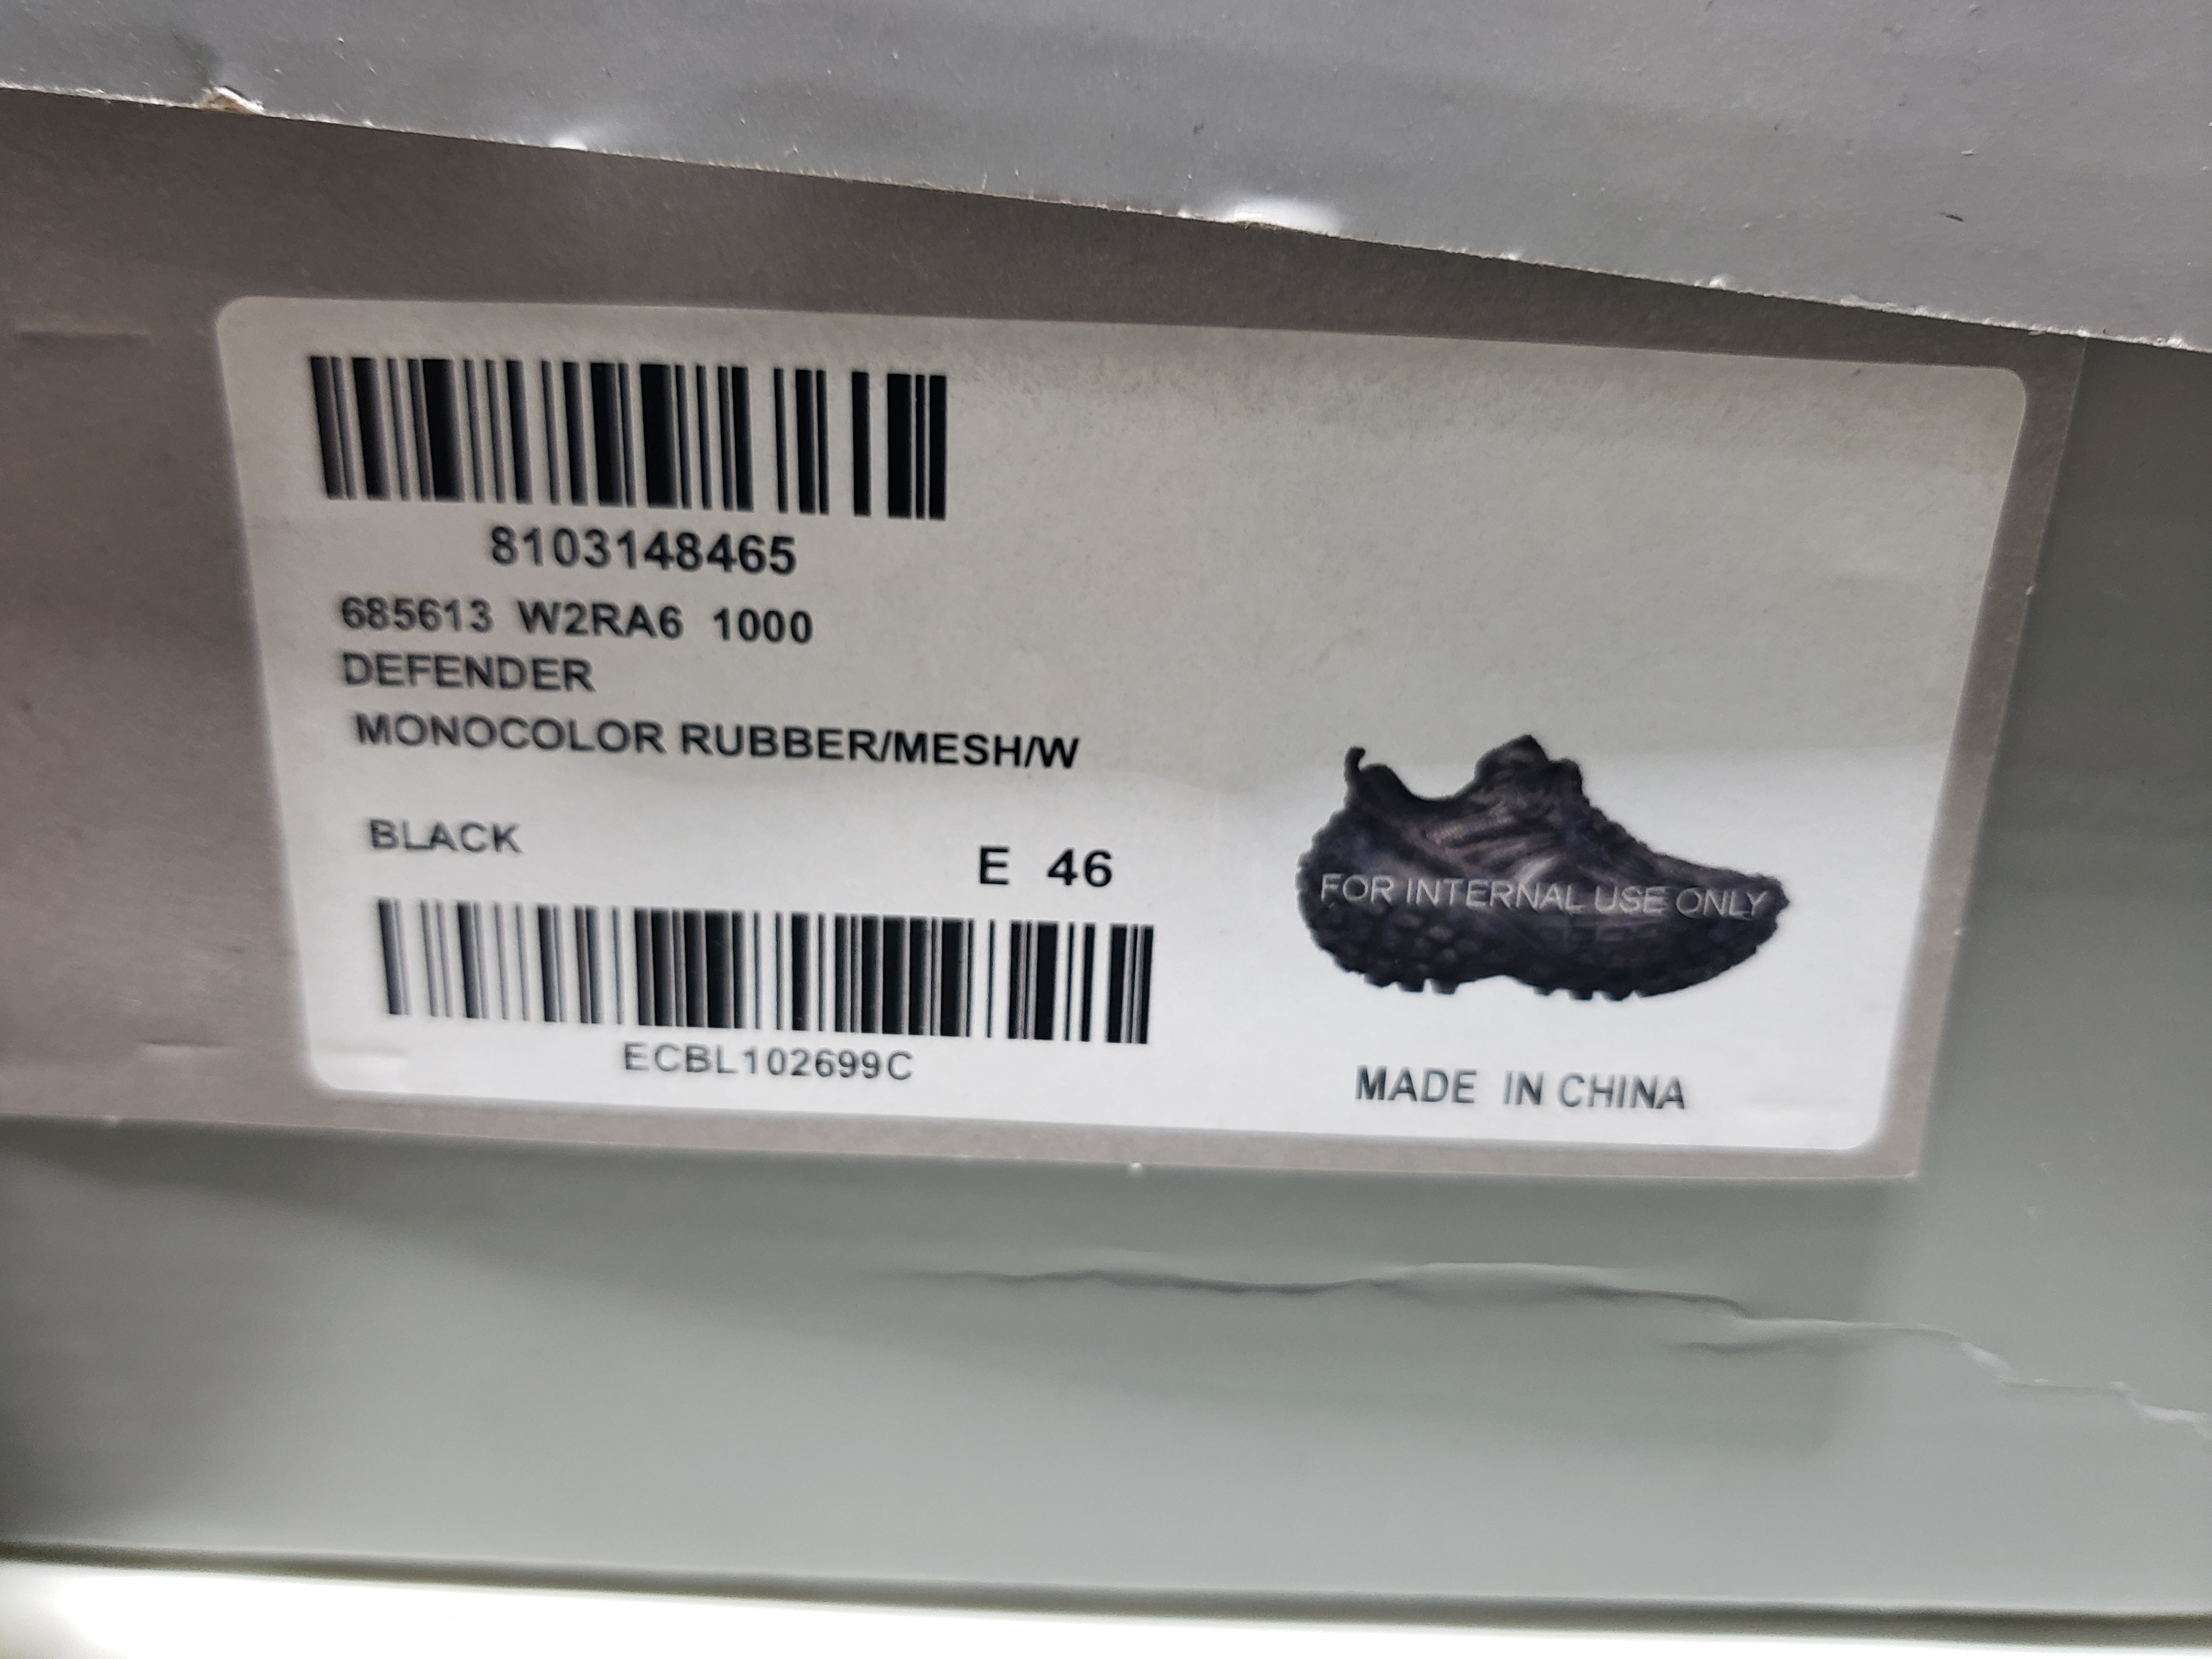 8103148465
685613 W2RA6 1000
DEFENDER
MONOCOLOR RUBBER/MESH/W
BLACK
E 46
FOR INTERNAL USE ONLY
ECBL102699C
MADE IN CHINA